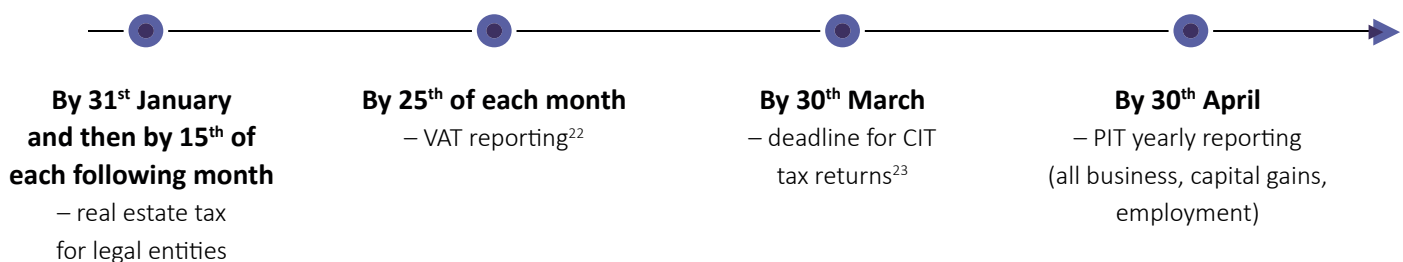 By 31st January
and then by 15th of
each following month
– real estate tax
for legal entities
By 25th of each month
– VAT reporting22
By 30th March
– deadline for CIT
tax returns23
By 30th April
– PIT yearly reporting
(all business, capital gains,
employment)